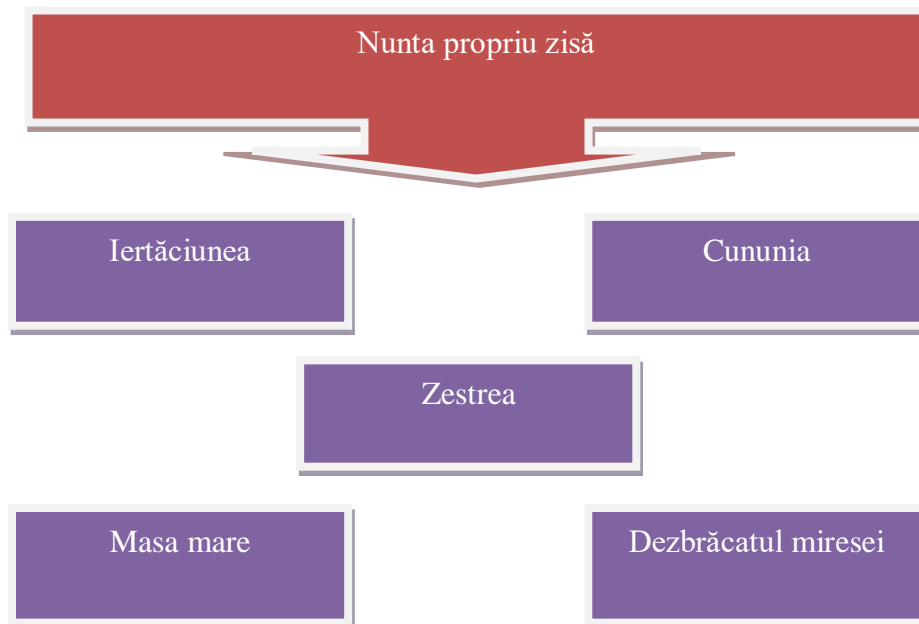 Nunta propriu zisă
Iertăciunea
Cununia
Zestrea
Masa mare
Dezbrăcatul miresei